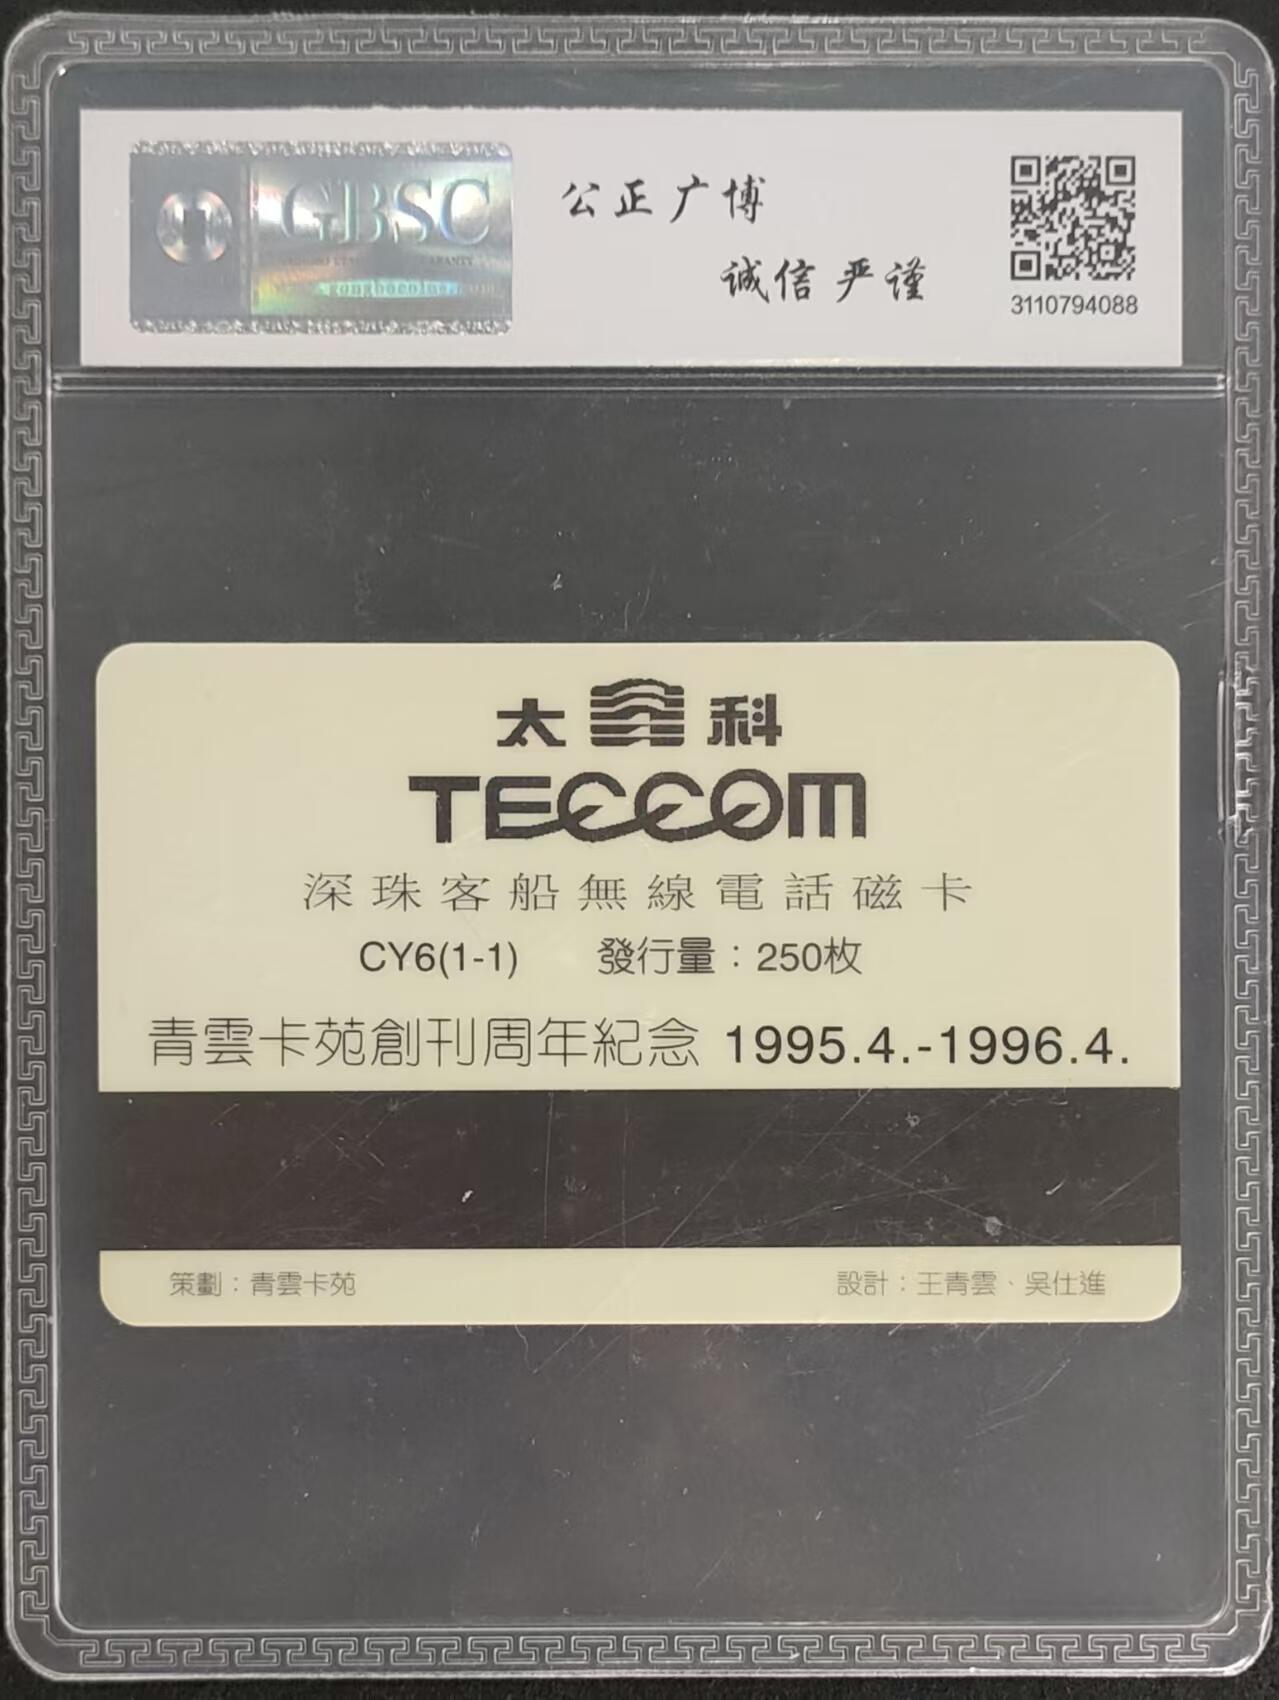 GBSC
公正广博
诚信严谨
3110794088
太 科
TECCOM
深珠客船無線電話磁卡
CY6(1-1) 發行量：250枚
青雲卡苑創刊周年紀念 1995.4.-1996.4.
策劃：青雲卡苑
設計：王青雲、吳仕進